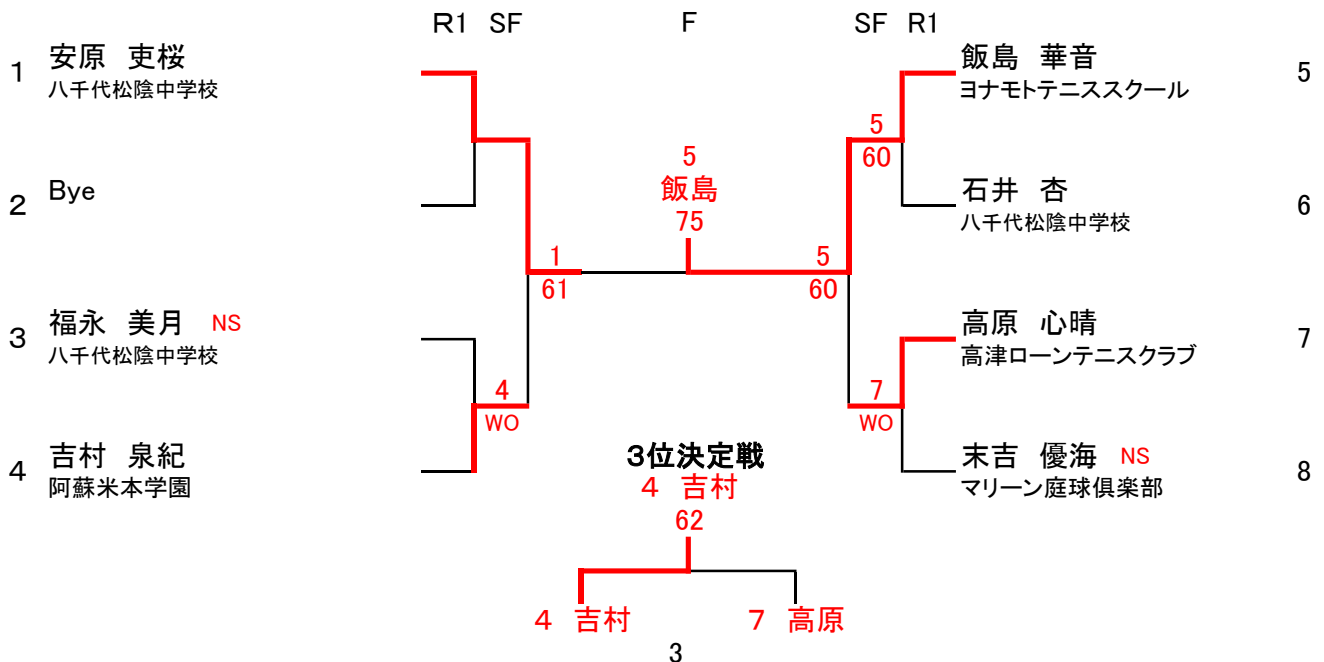 R1 SF F SF R1
1 安原 吏桜
八千代松陰中学校
2 Bye
3 福永 美月 NS
八千代松陰中学校
4 吉村 泉紀
阿蘇米本学園
1
61
4
WO
5
飯島
75
5
60
5
60
7
WO
飯島 華音 5
ヨナモトテニススクール
石井 杏 6
八千代松陰中学校
高原 心晴 7
高津ローンテニスクラブ
末吉 優海 NS 8
マリーン庭球倶楽部
3位決定戦
4 吉村
62
4 吉村 7 高原
3